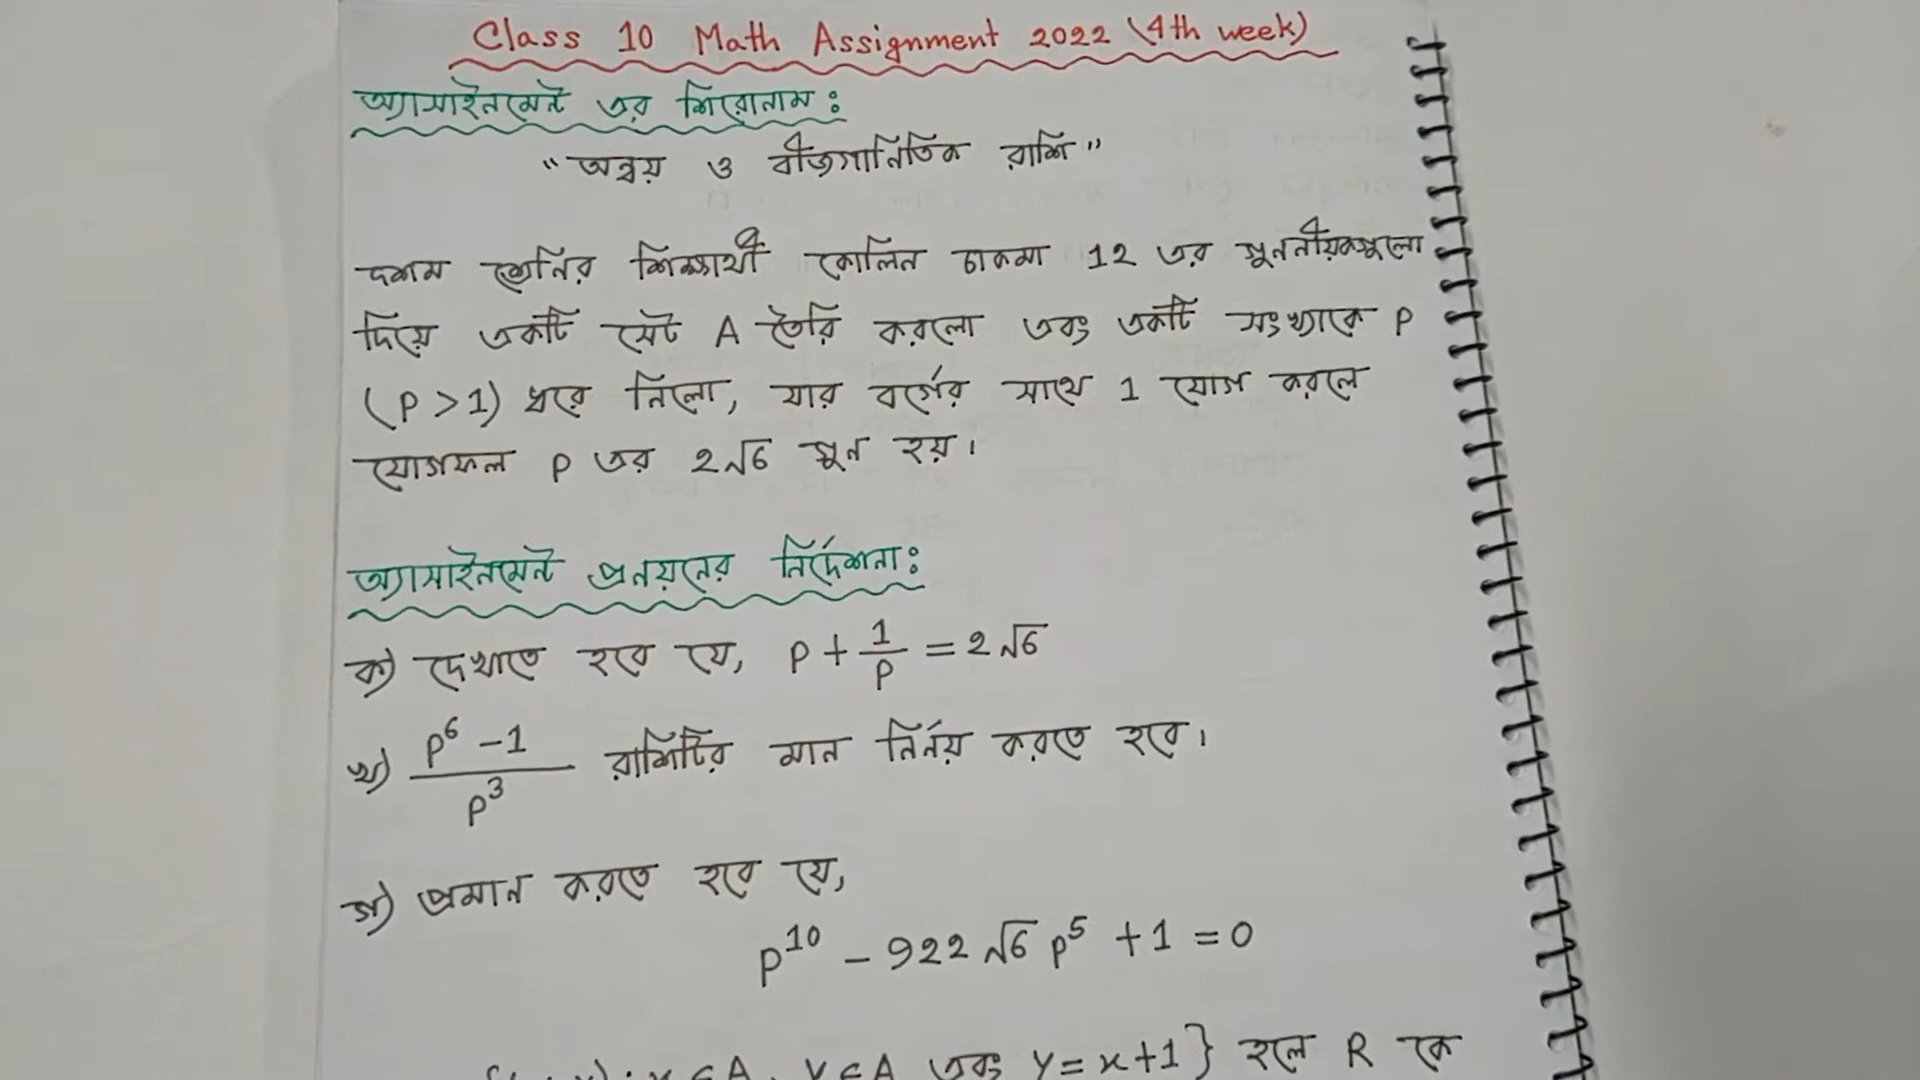 Class 10 Math Assignment 2022 (4th week)
অ্যাসাইনমেন্ট এর শিরোনাম :
"অন্বয় ও বীজগানিতিক রাশি"
দশম শ্রেনির শিক্ষার্থী কোলিন চাকমা 12 এর গুননীয়কগুলো
দিয়ে একটি সেট A তৈরি করলো এবং একটি সংখ্যাকে P
(P > 1) ধরে নিলো, যার বর্গের সাথে 1 যোগ করলে
যোগফল P এর 2√6 গুন হয়।
অ্যাসাইনমেন্ট প্রনয়নের নির্দেশনা :
ক) দেখাতে হবে যে, P + 1/P = 2√6
খ) P⁶ - 1 / P³ রাশিটির মান নির্নয় করতে হবে।
গ) প্রমান করতে হবে যে,
P¹⁰ - 922√6 P⁵ + 1 = 0
x ∈ A, y ∈ A এবং y = x+1} হলে R কে